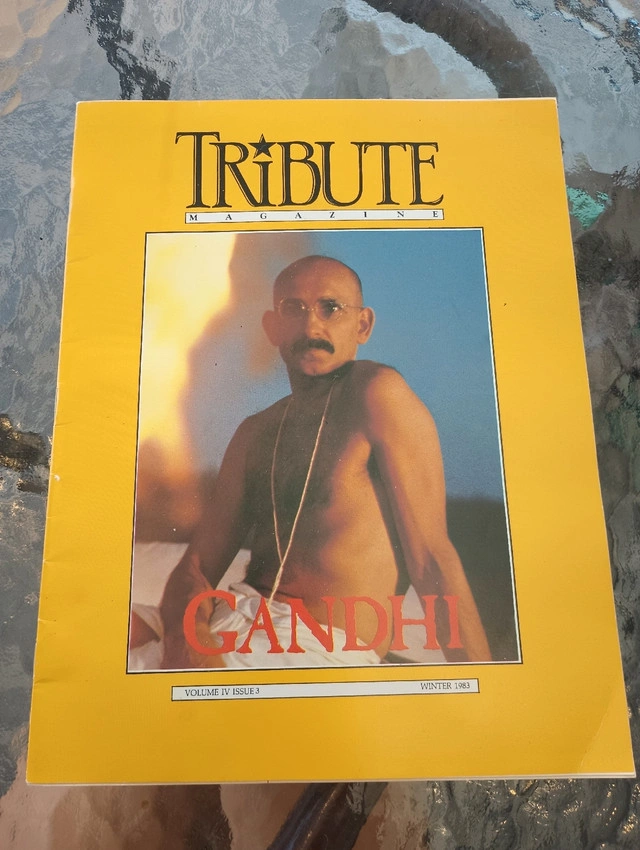 TRiBUTE
MAGAZINE
GANDHI
VOLUME IV ISSUE 3 WINTER 1983